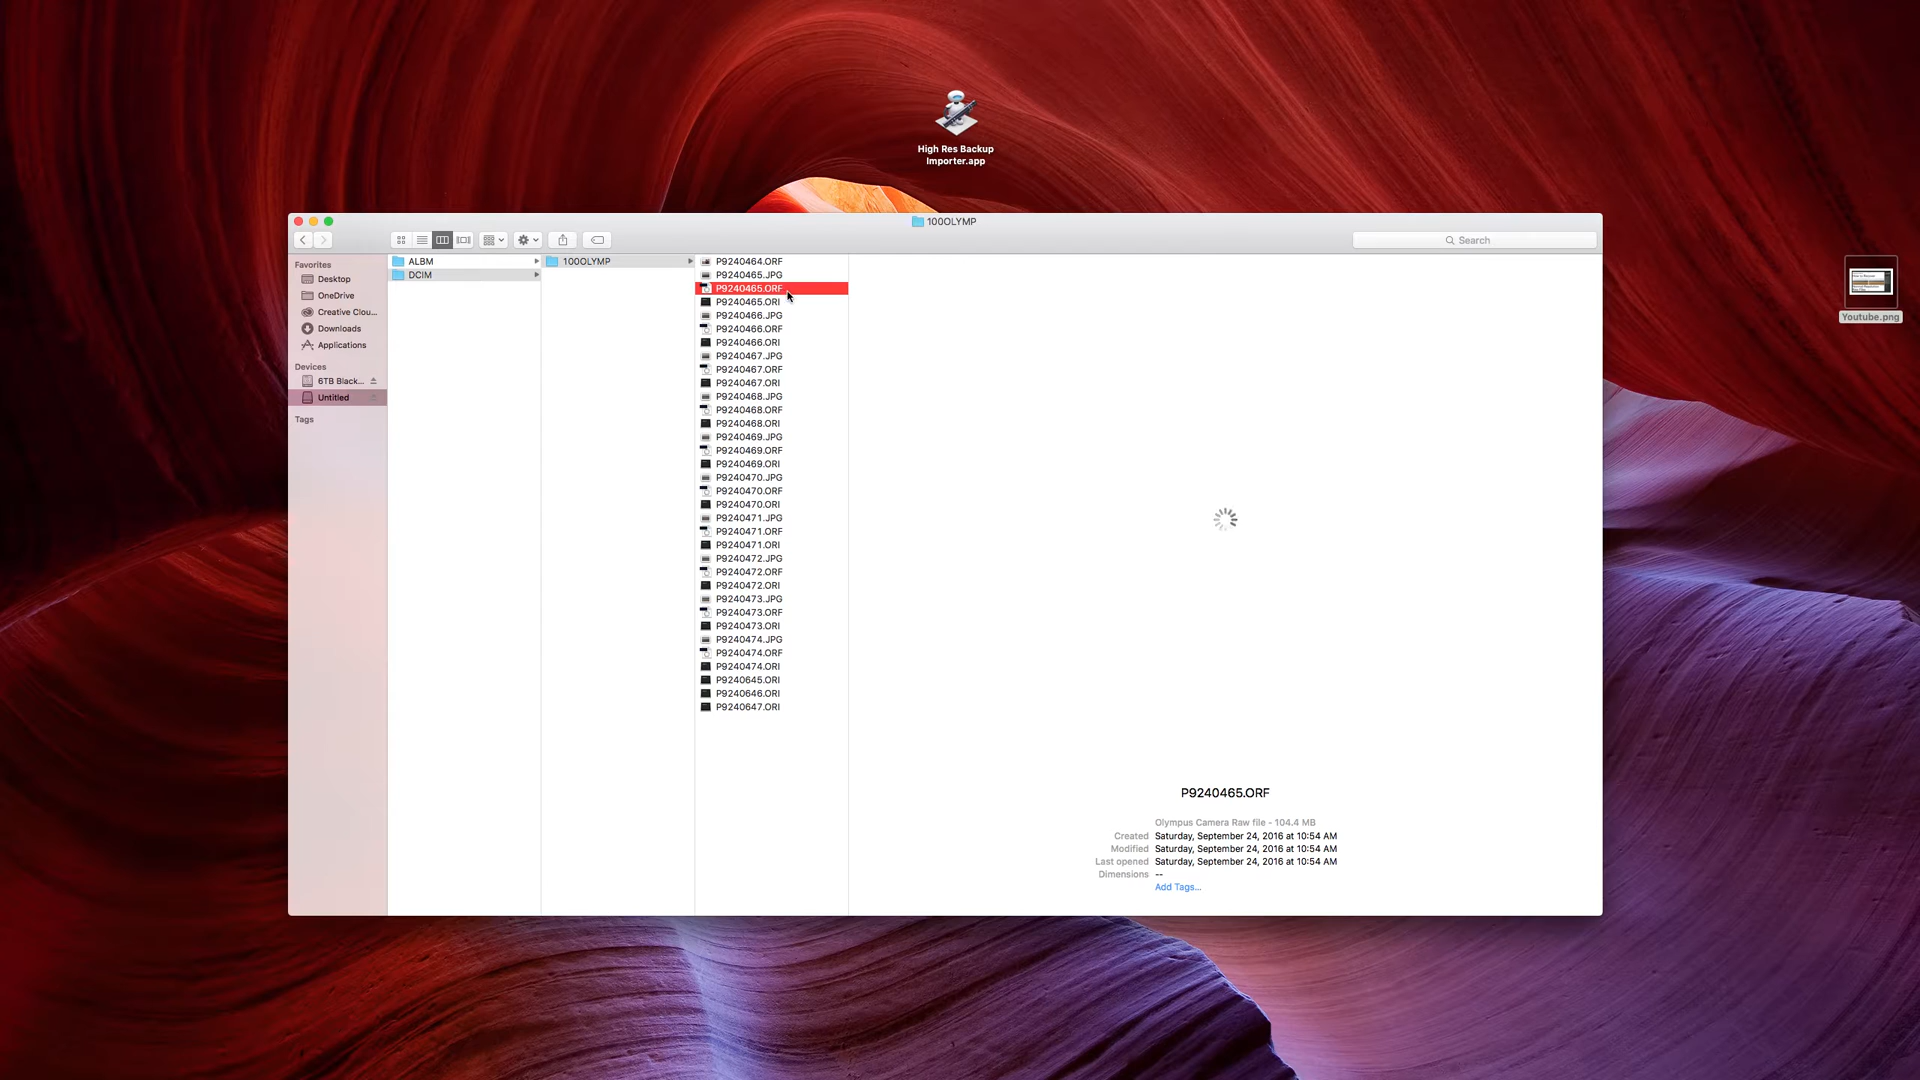 High Res Backup
Importer.app
100OLYMP
Search
Favorites
Desktop
OneDrive
Creative Clou...
Downloads
Applications
Devices
6TB Black...
Untitled
Tags
ALBM
DCIM
100OLYMP
P9240464.ORF
P9240465.JPG
P9240465.ORF
P9240465.ORI
P9240466.JPG
P9240466.ORF
P9240466.ORI
P9240467.JPG
P9240467.ORF
P9240467.ORI
P9240468.JPG
P9240468.ORF
P9240468.ORI
P9240469.JPG
P9240469.ORF
P9240469.ORI
P9240470.JPG
P9240470.ORF
P9240470.ORI
P9240471.JPG
P9240471.ORF
P9240471.ORI
P9240472.JPG
P9240472.ORF
P9240472.ORI
P9240473.JPG
P9240473.ORF
P9240473.ORI
P9240474.JPG
P9240474.ORF
P9240474.ORI
P9240645.ORI
P9240646.ORI
P9240647.ORI
P9240465.ORF
Olympus Camera Raw file - 104.4 MB
Created Saturday, September 24, 2016 at 10:54 AM
Modified Saturday, September 24, 2016 at 10:54 AM
Last opened Saturday, September 24, 2016 at 10:54 AM
Dimensions --
Add Tags...
Youtube.png